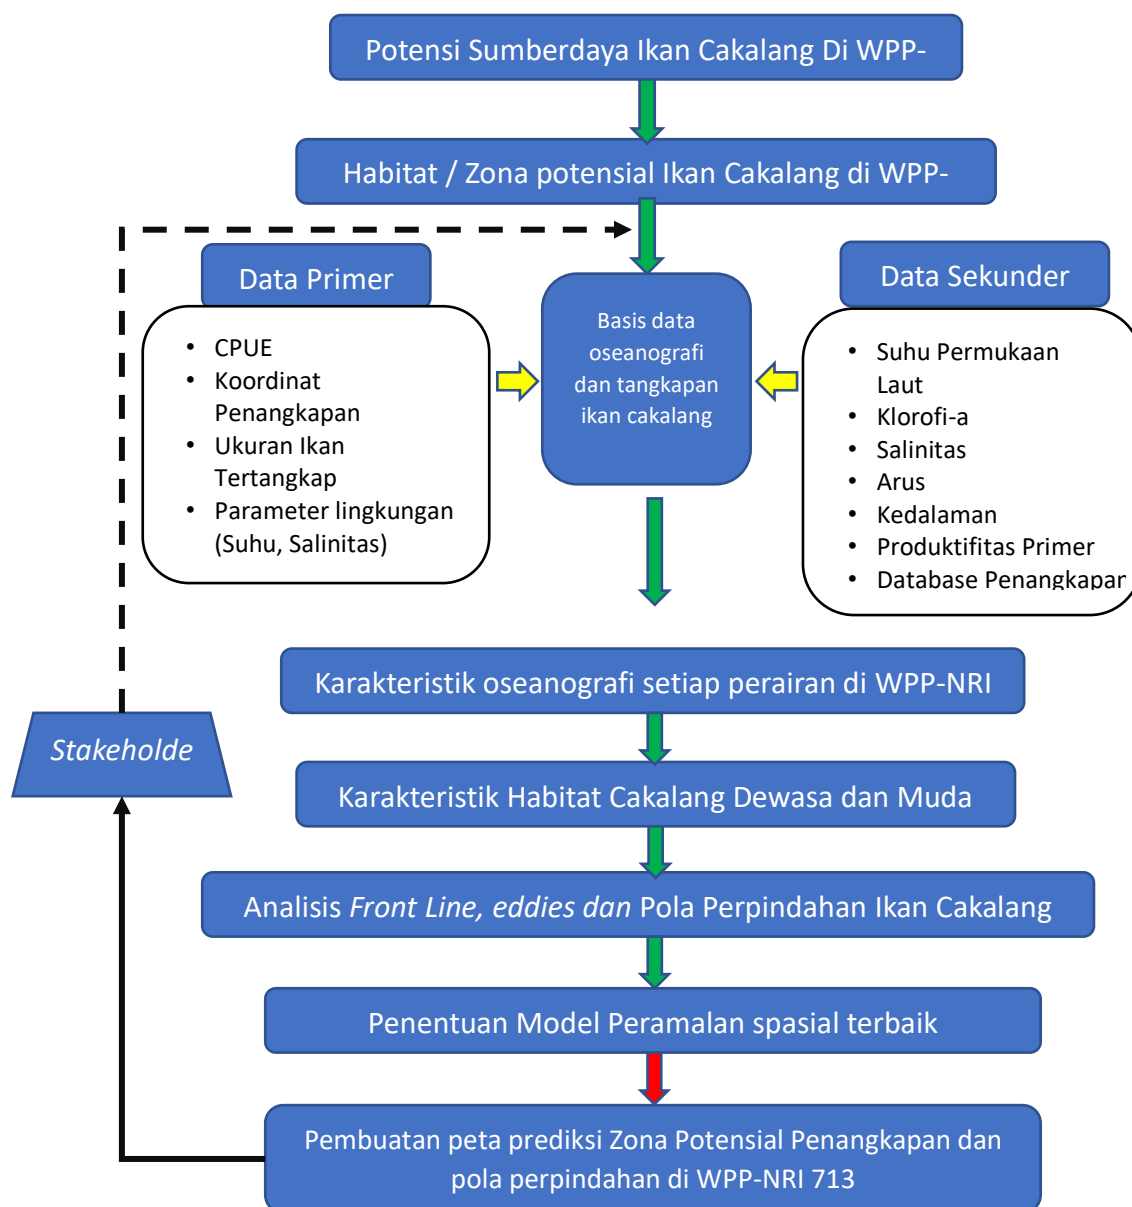 Potensi Sumberdaya Ikan Cakalang Di WPP-
Habitat / Zona potensial Ikan Cakalang di WPP-
Data Primer
• CPUE
• Koordinat
Penangkapan
• Ukuran Ikan
Tertangkap
• Parameter lingkungan
(Suhu, Salinitas)
Basis data
oseanografi
dan tangkapan
ikan cakalang
Data Sekunder
• Suhu Permukaan
Laut
• Klorofi-a
• Salinitas
• Arus
• Kedalaman
• Produktifitas Primer
• Database Penangkapan
Karakteristik oseanografi setiap perairan di WPP-NRI
Stakeholde
Karakteristik Habitat Cakalang Dewasa dan Muda
Analisis Front Line, eddies dan Pola Perpindahan Ikan Cakalang
Penentuan Model Peramalan spasial terbaik
Pembuatan peta prediksi Zona Potensial Penangkapan dan
pola perpindahan di WPP-NRI 713